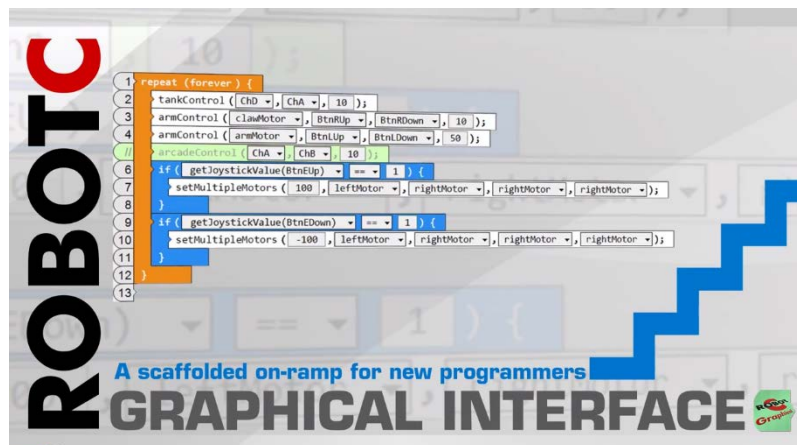 ROBOTC
1 repeat (forever) {
2 tankControl ( ChD , ChA , 10 );
3 armControl ( clawMotor , BtnRUp , BtnRDown , 10 );
4 armControl ( armMotor , BtnLUp , BtnLDown , 50 );
// arcadeControl ( ChA , ChB , 10 );
6 if ( getJoystickValue(BtnEUp) == 1 ) {
7 setMultipleMotors ( 100 , leftMotor , rightMotor , rightMotor , rightMotor );
8 }
9 if ( getJoystickValue(BtnEDown) == 1 ) {
10 setMultipleMotors ( -100 , leftMotor , rightMotor , rightMotor , rightMotor );
11 }
12 }
13
A scaffolded on-ramp for new programmers
GRAPHICAL INTERFACE
ROBOT
Graphics